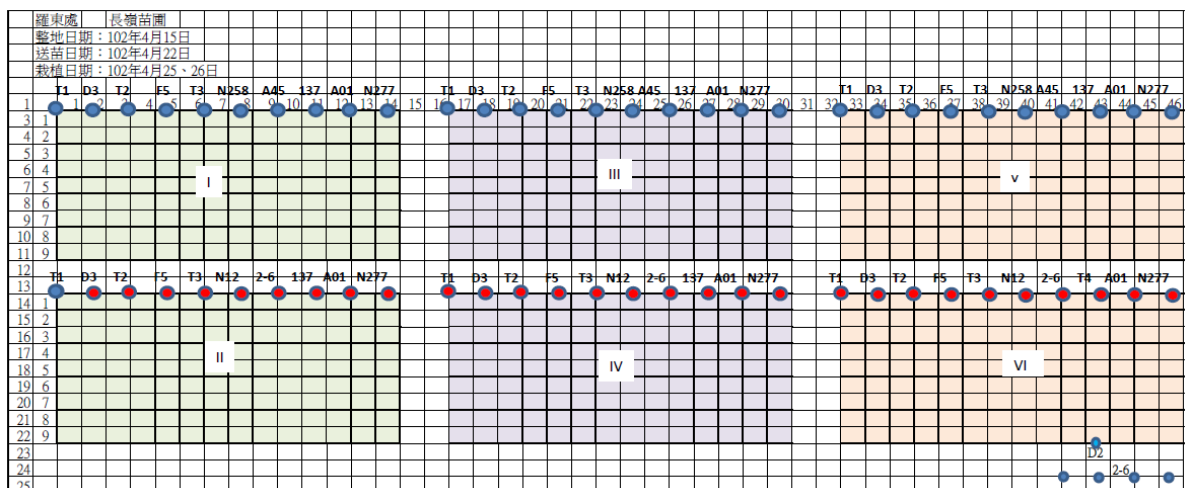 羅東處 長嶺苗圃
整地日期：102年4月15日
送苗日期：102年4月22日
栽植日期：102年4月25、26日
T1 D3 T2 F5 T3 N258 A45 137 A01 N277 T1 D3 T2 F5 T3 N258 A45 137 A01 N277 T1 D3 T2 F5 T3 N258 A45 137 A01 N277
1 1 2 3 4 5 6 7 8 9 10 11 12 13 14 15 16 17 18 19 20 21 22 23 24 25 26 27 28 29 30 31 32 33 34 35 36 37 38 39 40 41 42 43 44 45 46
3 1
4 2
5 3
6 4 I III v
7 5
8 6
9 7
10 8
11 9
12
T1 D3 T2 F5 T3 N12 2-6 137 A01 N277 T1 D3 T2 F5 T3 N12 2-6 137 A01 N277 T1 D3 T2 F5 T3 N12 2-6 T4 A01 N277
13
14 1
15 2
16 3
17 4 II IV VI
18 5
19 6
20 7
21 8
22 9
23 D2
24 2-6
25